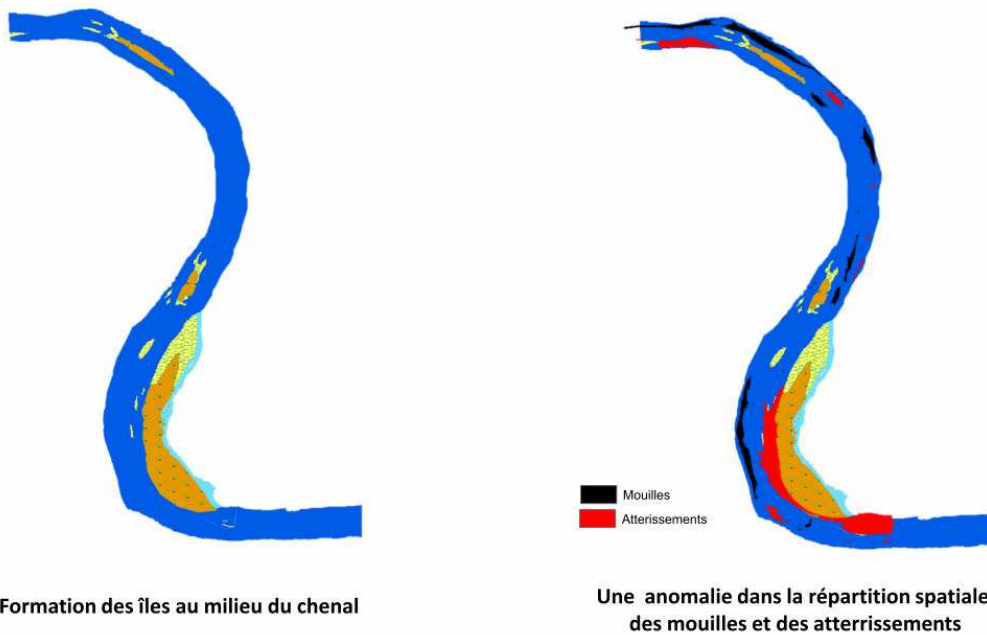 Mouilles
Atterissements
Formation des îles au milieu du chenal
Une anomalie dans la répartition spatiale
des mouilles et des atterrissements